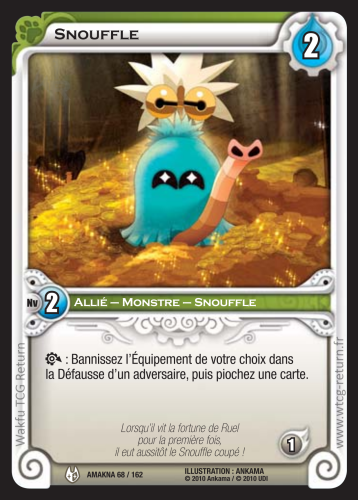 SNOUFFLE
2
Nv 2 ALLIÉ – MONSTRE – SNOUFFLE
: Bannissez l'Équipement de votre choix dans
la Défausse d'un adversaire, puis piochez une carte.
Lorsqu'il vit la fortune de Ruel
pour la première fois,
il eut aussitôt le Snouffle coupé !
1
AMAKNA 68 / 162
ILLUSTRATION : ANKAMA
© 2010 Ankama / © 2010 UDI
Wakfu TCG Return
www.wtcg-return.fr